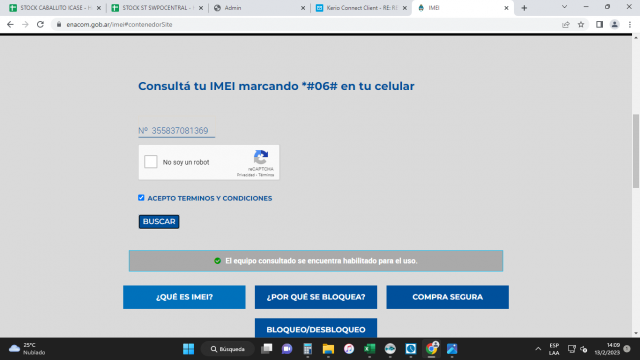 STOCK CABALLITO ICASE - H
STOCK ST SWPOCENTRAL -
Admin
Kerio Connect Client - RE:
IMEI
enacom.gob.ar/imei#contenedorSite
Consultá tu IMEI marcando *#06# en tu celular
Nº 355837081369
No soy un robot
reCAPTCHA
Privacidad - Términos
ACEPTO TERMINOS Y CONDICIONES
BUSCAR
El equipo consultado se encuentra habilitado para el uso.
¿QUÉ ES IMEI?
¿POR QUÉ SE BLOQUEA?
COMPRA SEGURA
BLOQUEO/DESBLOQUEO
25°C
Nublado
Búsqueda
ESP
LAA
14:09
13/2/2023